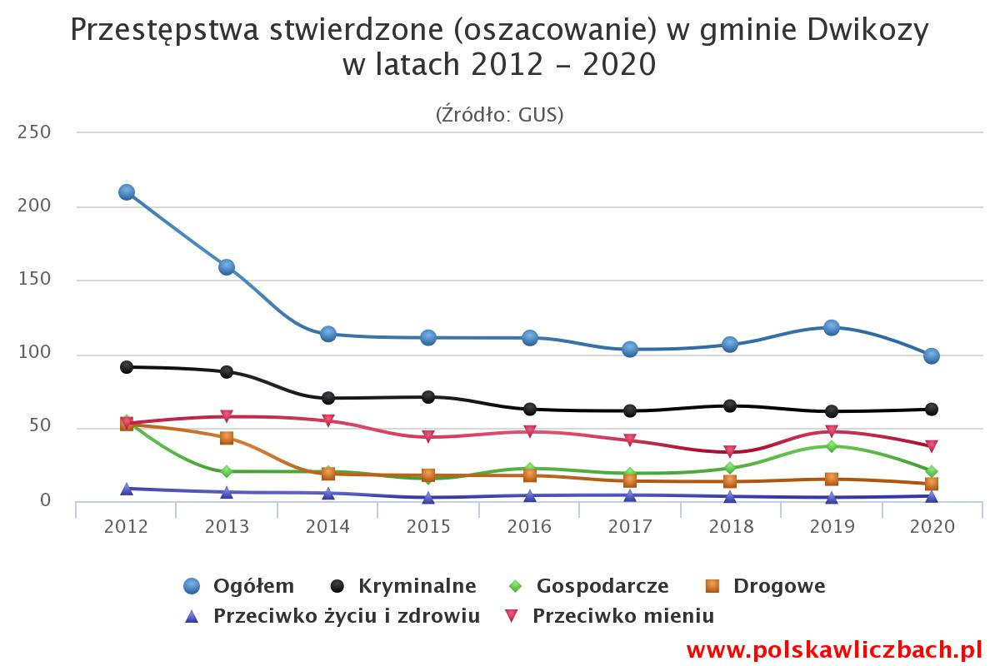 Przestępstwa stwierdzone (oszacowanie) w gminie Dwikozy
w latach 2012 – 2020
(Źródło: GUS)
250
200
150
100
50
0
2012 2013 2014 2015 2016 2017 2018 2019 2020
Ogółem Kryminalne Gospodarcze Drogowe
Przeciwko życiu i zdrowiu Przeciwko mieniu
www.polskawliczbach.pl